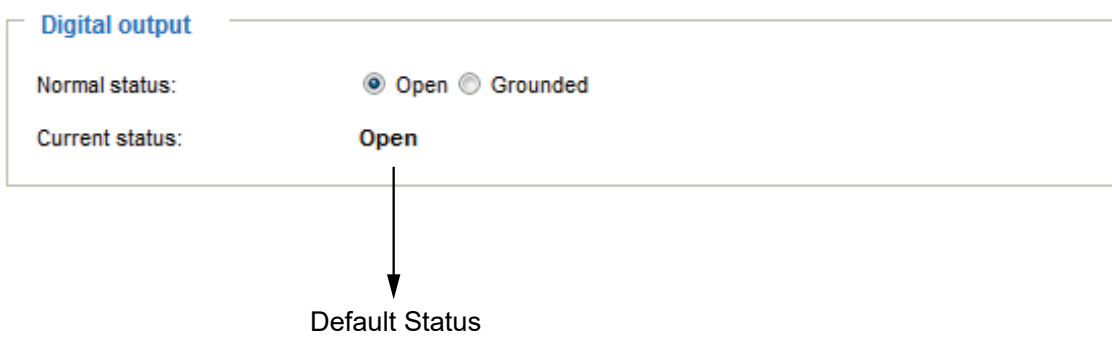 Digital output
Normal status: Open Grounded
Current status: Open
Default Status